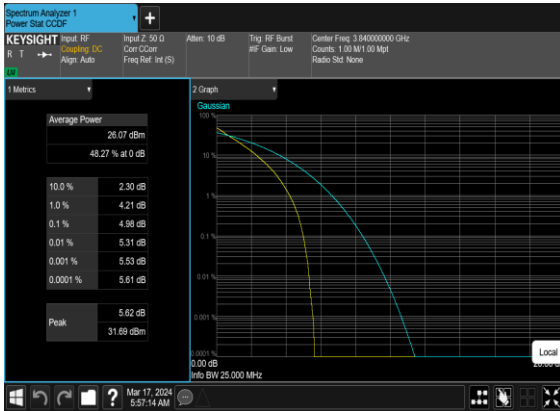 Spectrum Analyzer 1
Power Stat CCDF
KEYSIGHT
R T
LV
Input: RF
Coupling: DC
Align: Auto
Input Z: 50 Ω
Corr CCorr
Freq Ref: Int (S)
Atten: 10 dB
Trig: RF Burst
#IF Gain: Low
Center Freq: 3.840000000 GHz
Counts: 1.00 M/1.00 Mpt
Radio Std: None
1 Metrics
Average Power
26.07 dBm
48.27 % at 0 dB
10.0 % 2.30 dB
1.0 % 4.21 dB
0.1 % 4.98 dB
0.01 % 5.31 dB
0.001 % 5.53 dB
0.0001 % 5.61 dB
Peak
5.62 dB
31.69 dBm
2 Graph
Gaussian
100 %
10 %
1 %
0.1 %
0.01 %
0.001 %
0.0001 %
0.00 dB
Info BW 25.000 MHz
Local
Mar 17, 2024
5:57:14 AM